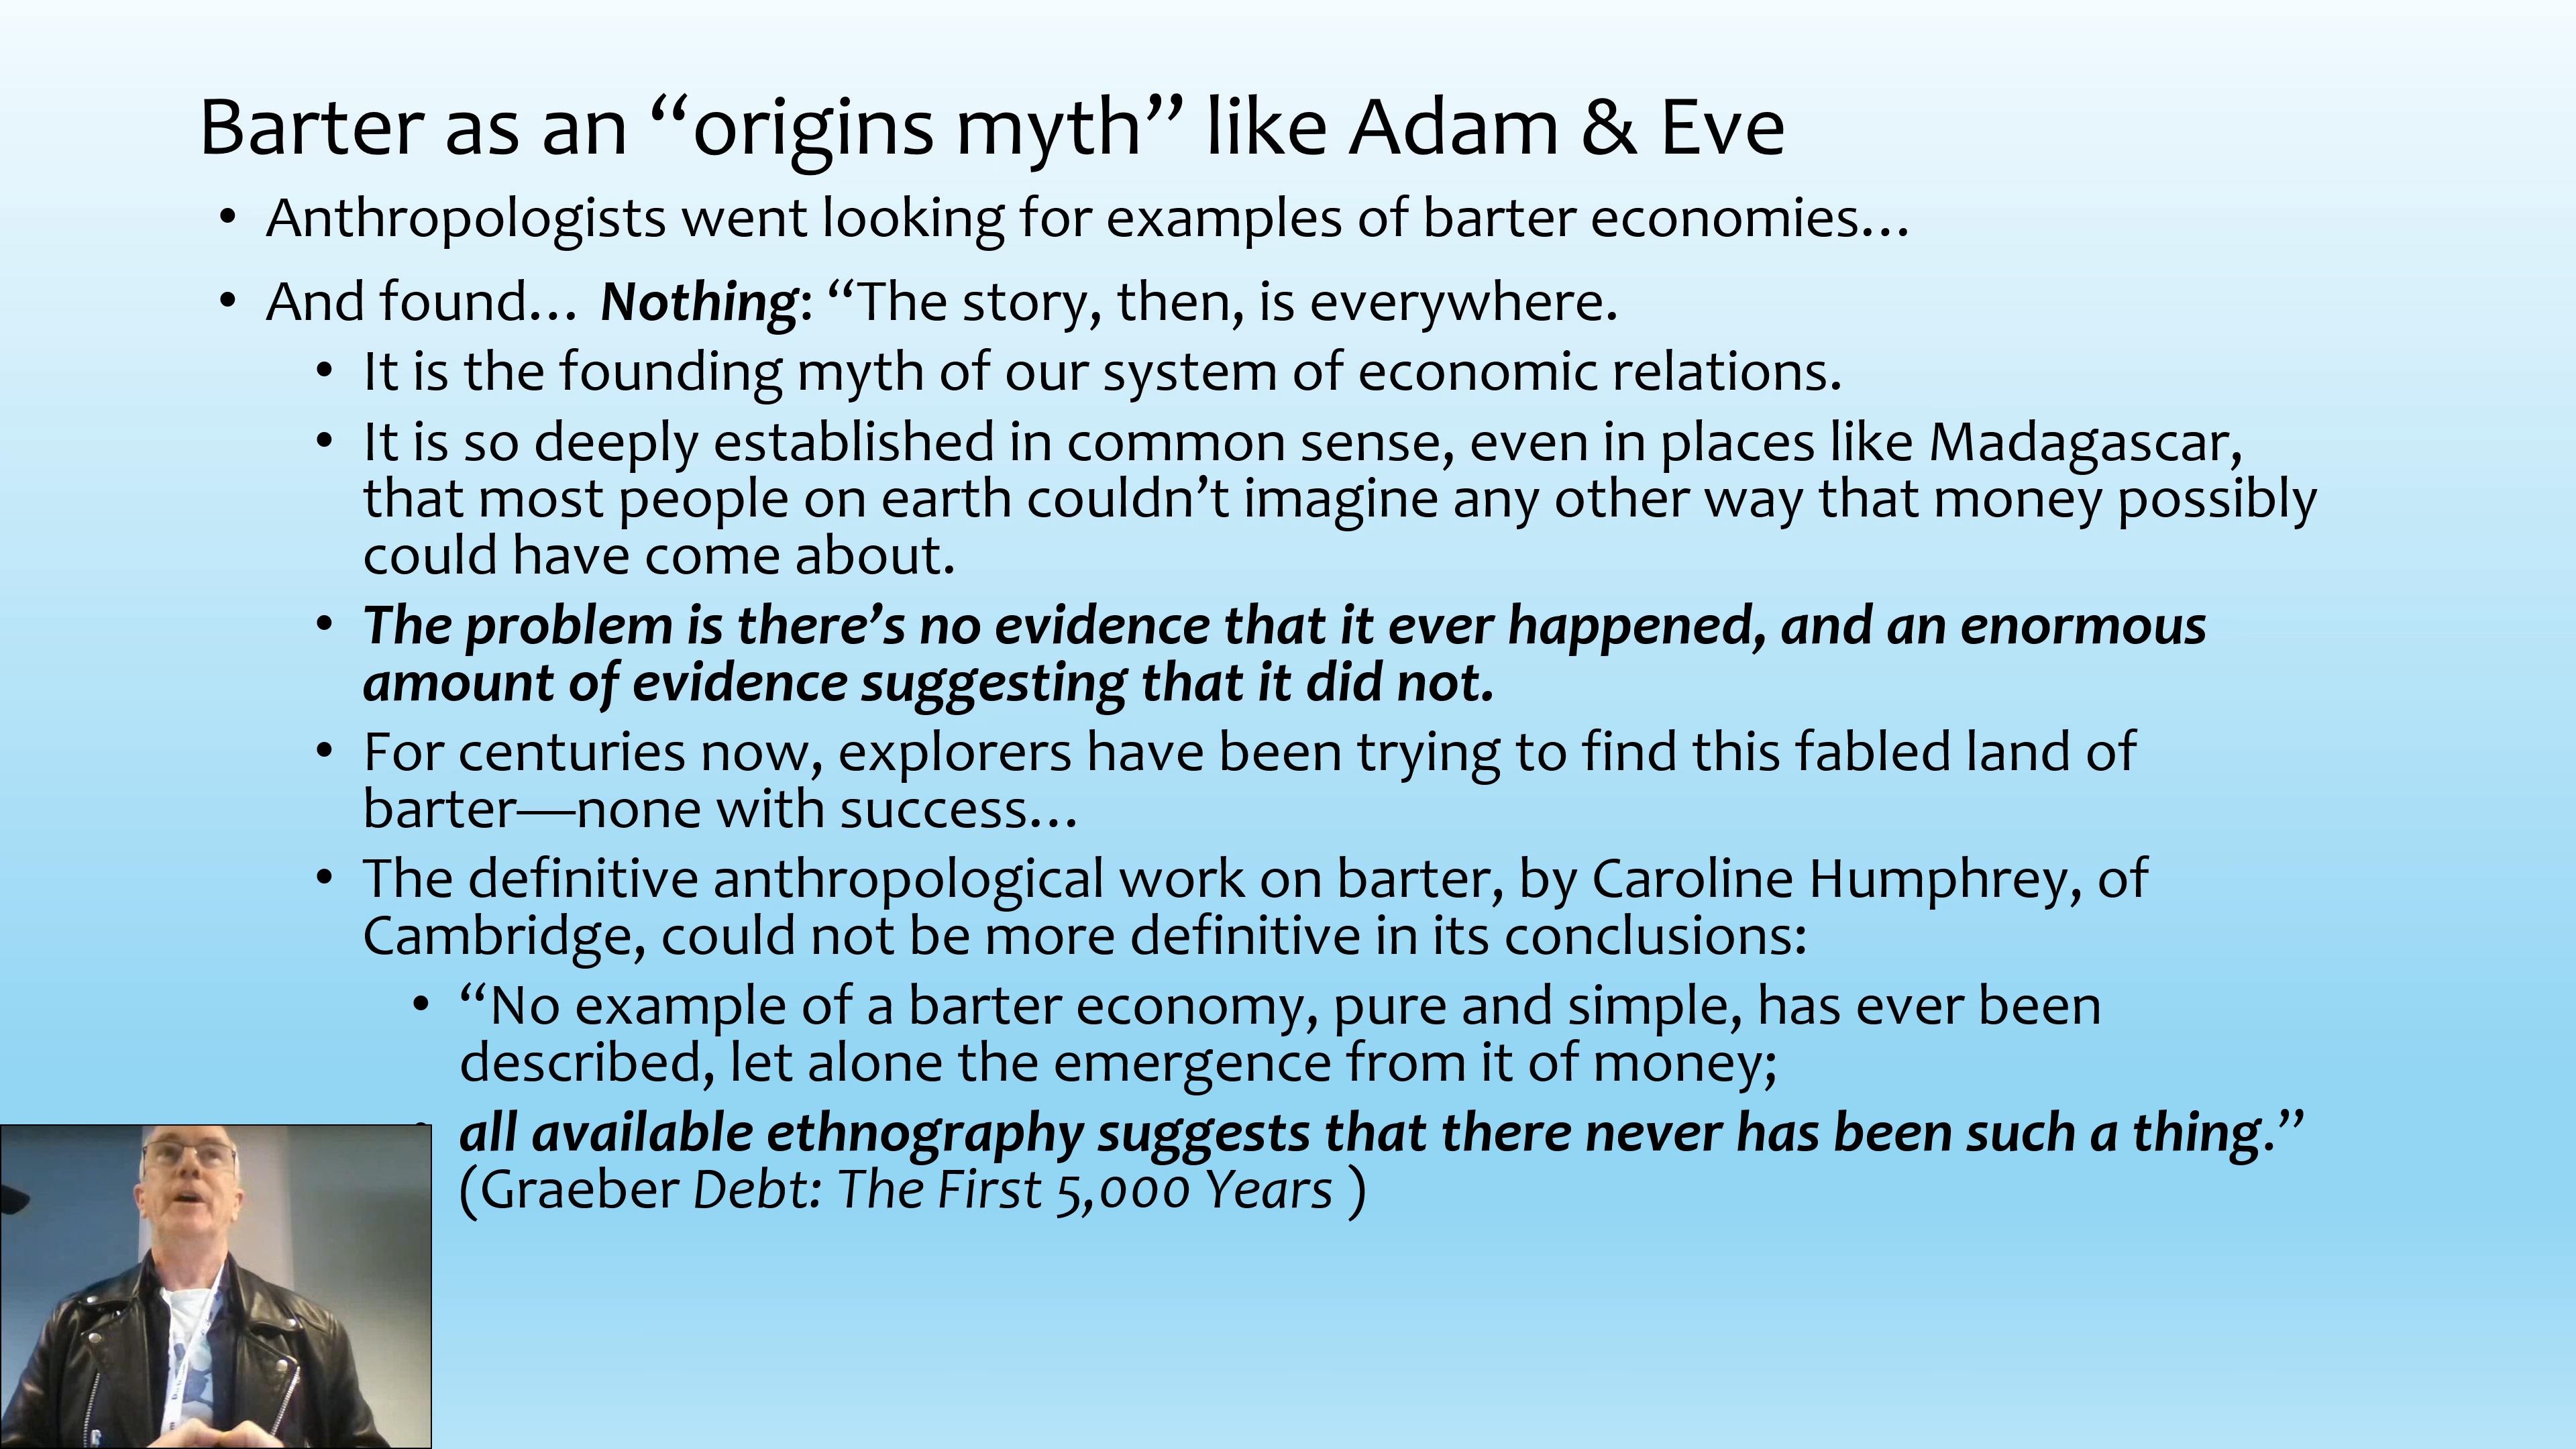 Barter as an “origins myth” like Adam & Eve
• Anthropologists went looking for examples of barter economies…
• And found… Nothing: “The story, then, is everywhere.
• It is the founding myth of our system of economic relations.
• It is so deeply established in common sense, even in places like Madagascar,
that most people on earth couldn’t imagine any other way that money possibly
could have come about.
• The problem is there’s no evidence that it ever happened, and an enormous
amount of evidence suggesting that it did not.
• For centuries now, explorers have been trying to find this fabled land of
barter—none with success…
• The definitive anthropological work on barter, by Caroline Humphrey, of
Cambridge, could not be more definitive in its conclusions:
• “No example of a barter economy, pure and simple, has ever been
described, let alone the emergence from it of money;
• all available ethnography suggests that there never has been such a thing.”
(Graeber Debt: The First 5,000 Years )